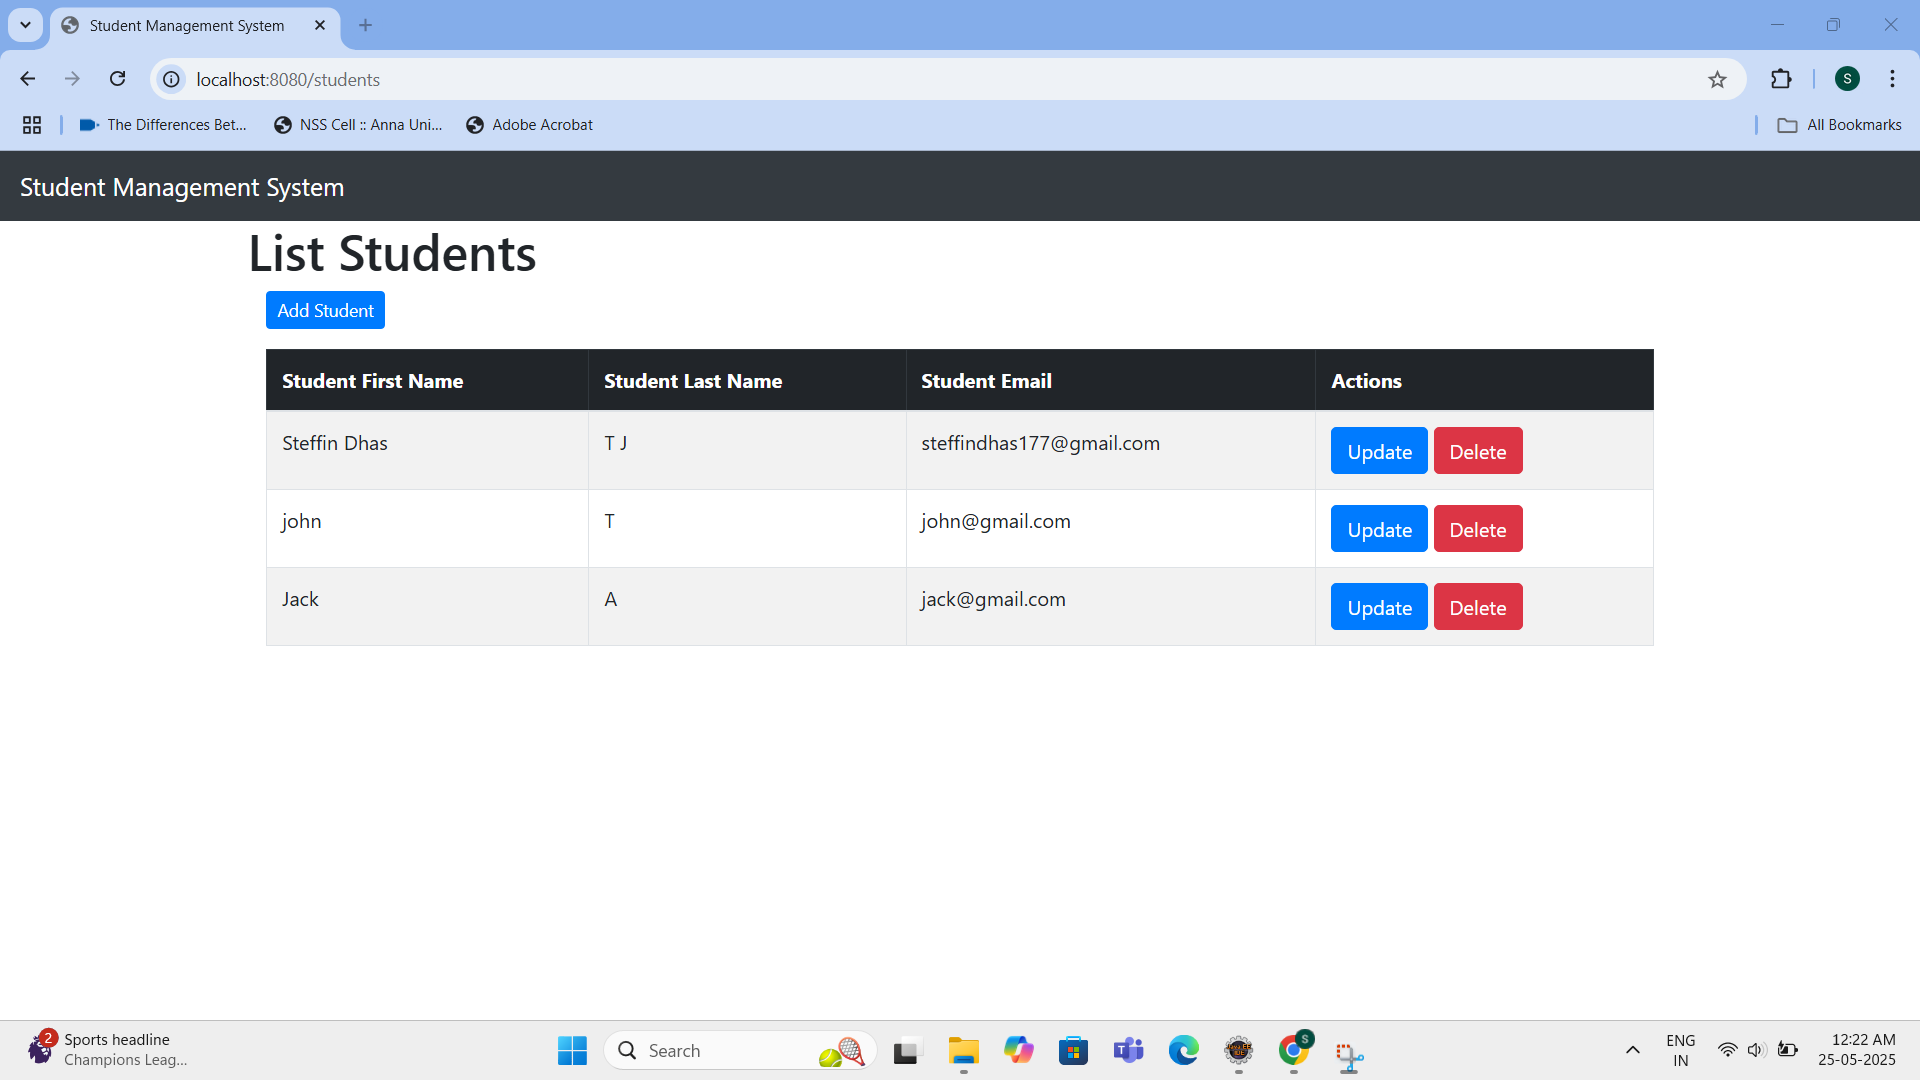 Student Management System
localhost:8080/students
S
The Differences Bet... NSS Cell :: Anna Uni... Adobe Acrobat All Bookmarks
Student Management System
List Students
Add Student
Student First Name Student Last Name Student Email Actions
Steffin Dhas T J steffindhas177@gmail.com Update Delete
john T john@gmail.com Update Delete
Jack A jack@gmail.com Update Delete
2
Sports headline
Champions Leag...
Search
S
ENG
IN
12:22 AM
25-05-2025